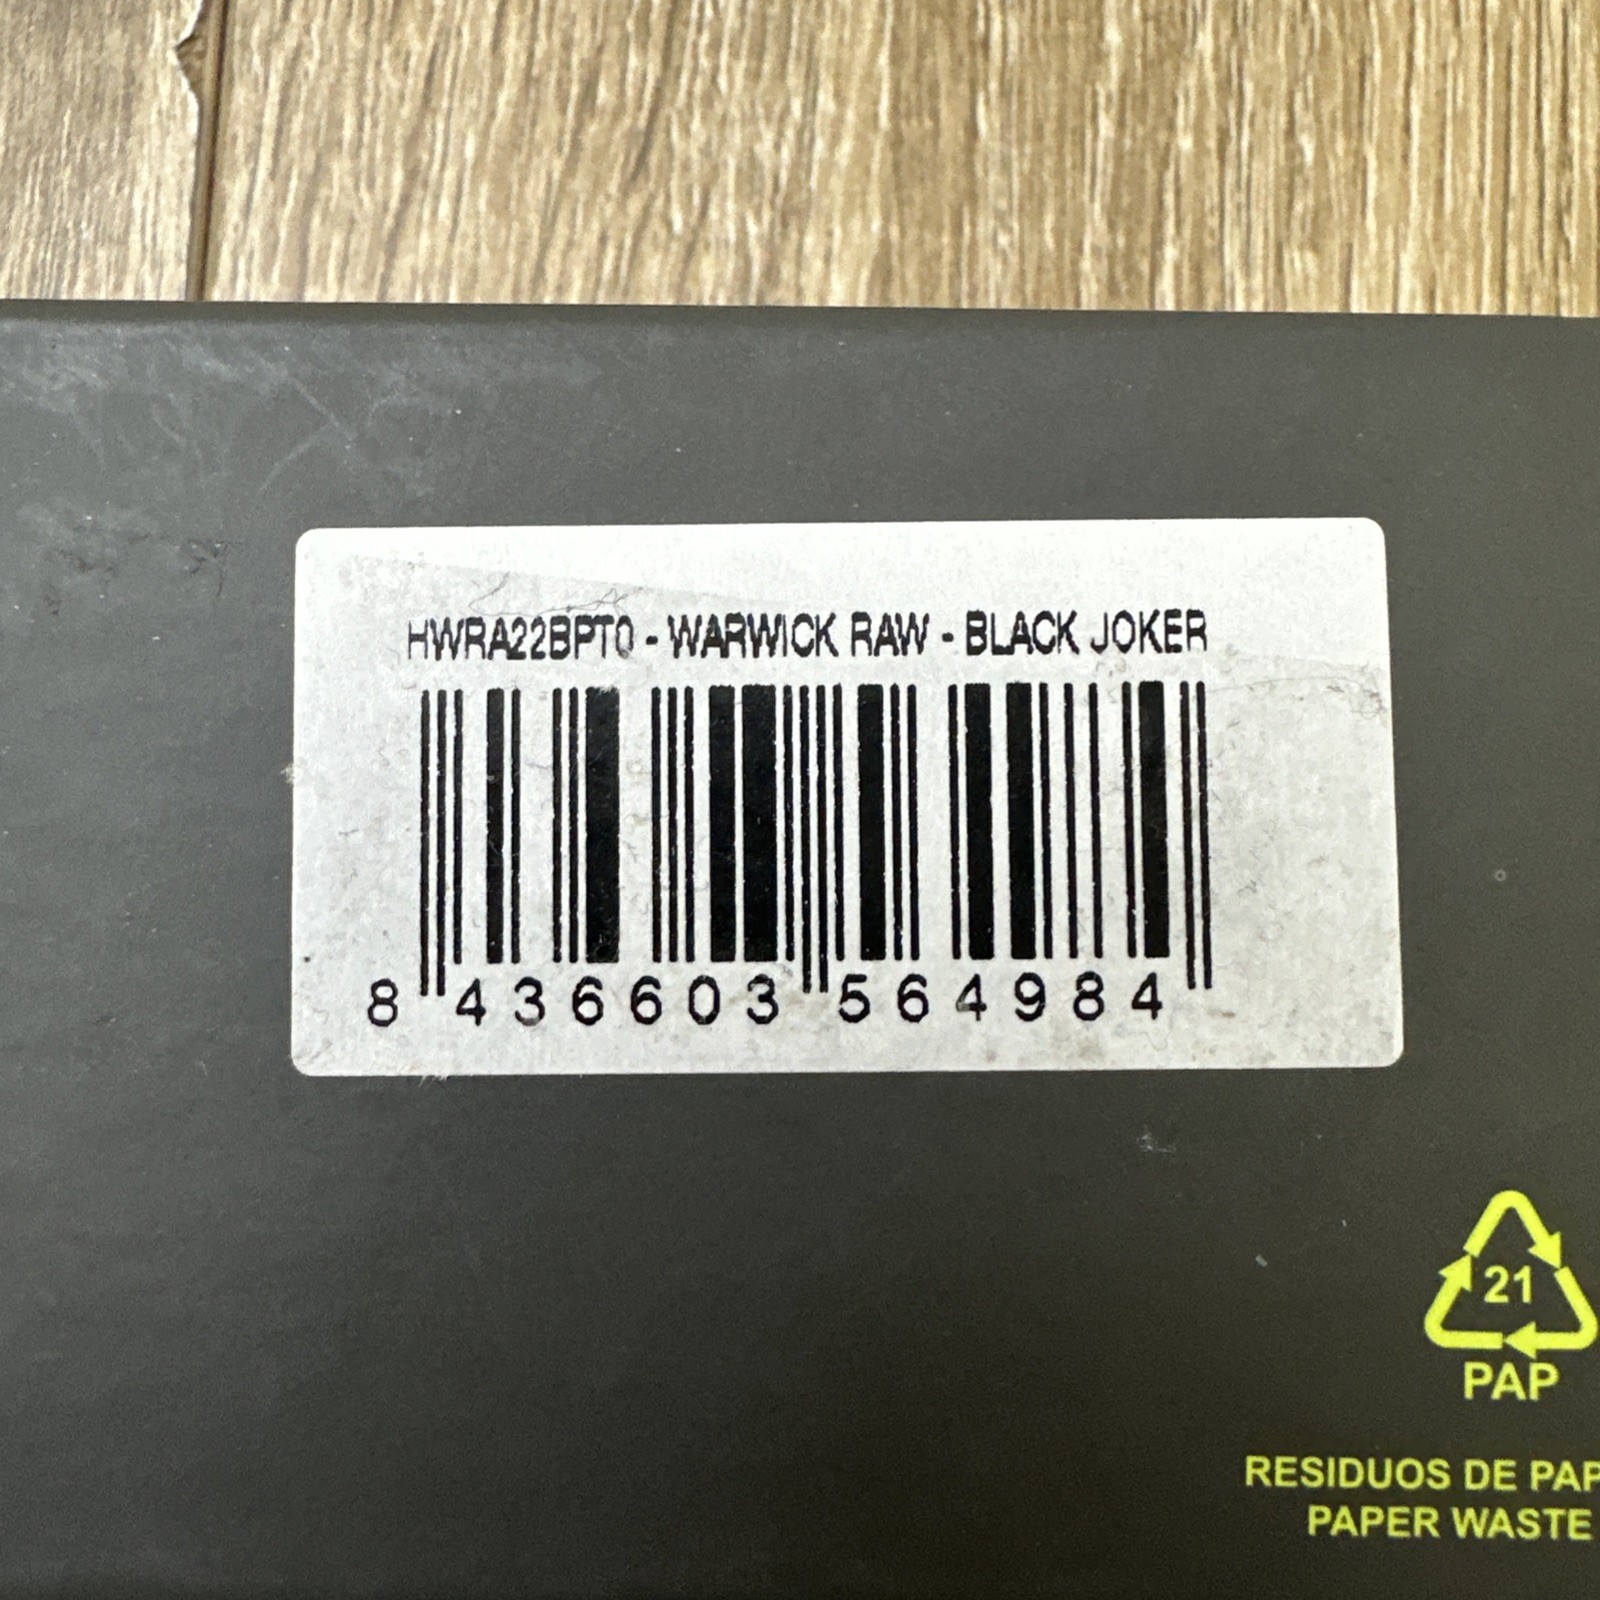 HWRA22BPT0 - WARWICK RAW - BLACK JOKER
8 436603 564984
21
PAP
RESIDUOS DE PAP
PAPER WASTE